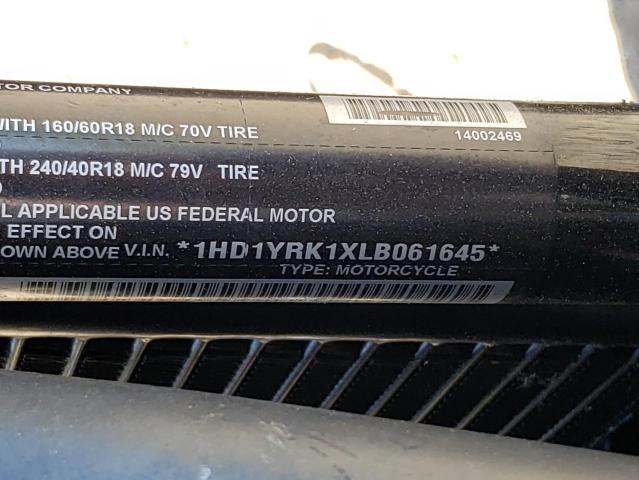 TOR COMPANY
WITH 160/60R18 M/C 70V TIRE
14002469
TH 240/40R18 M/C 79V TIRE
L APPLICABLE US FEDERAL MOTOR
EFFECT ON
OWN ABOVE V.I.N. *1HD1YRK1XLB061645*
TYPE: MOTORCYCLE